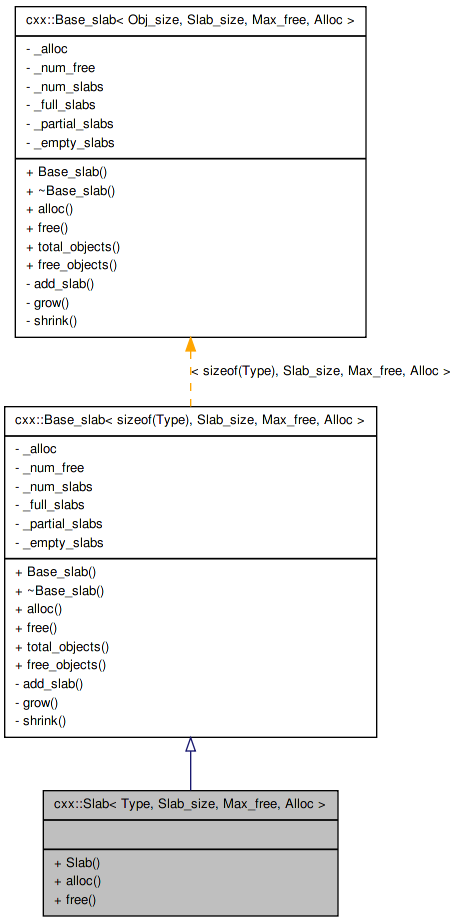 cxx::Base_slab< Obj_size, Slab_size, Max_free, Alloc >
- _alloc
- _num_free
- _num_slabs
- _full_slabs
- _partial_slabs
- _empty_slabs
+ Base_slab()
+ ~Base_slab()
+ alloc()
+ free()
+ total_objects()
+ free_objects()
- add_slab()
- grow()
- shrink()
< sizeof(Type), Slab_size, Max_free, Alloc >
cxx::Base_slab< sizeof(Type), Slab_size, Max_free, Alloc >
- _alloc
- _num_free
- _num_slabs
- _full_slabs
- _partial_slabs
- _empty_slabs
+ Base_slab()
+ ~Base_slab()
+ alloc()
+ free()
+ total_objects()
+ free_objects()
- add_slab()
- grow()
- shrink()
cxx::Slab< Type, Slab_size, Max_free, Alloc >
+ Slab()
+ alloc()
+ free()